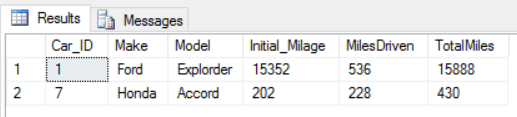 Results Messages
Car_ID Make Model Initial_Milage MilesDriven TotalMiles
1 1 Ford Explorder 15352 536 15888
2 7 Honda Accord 202 228 430